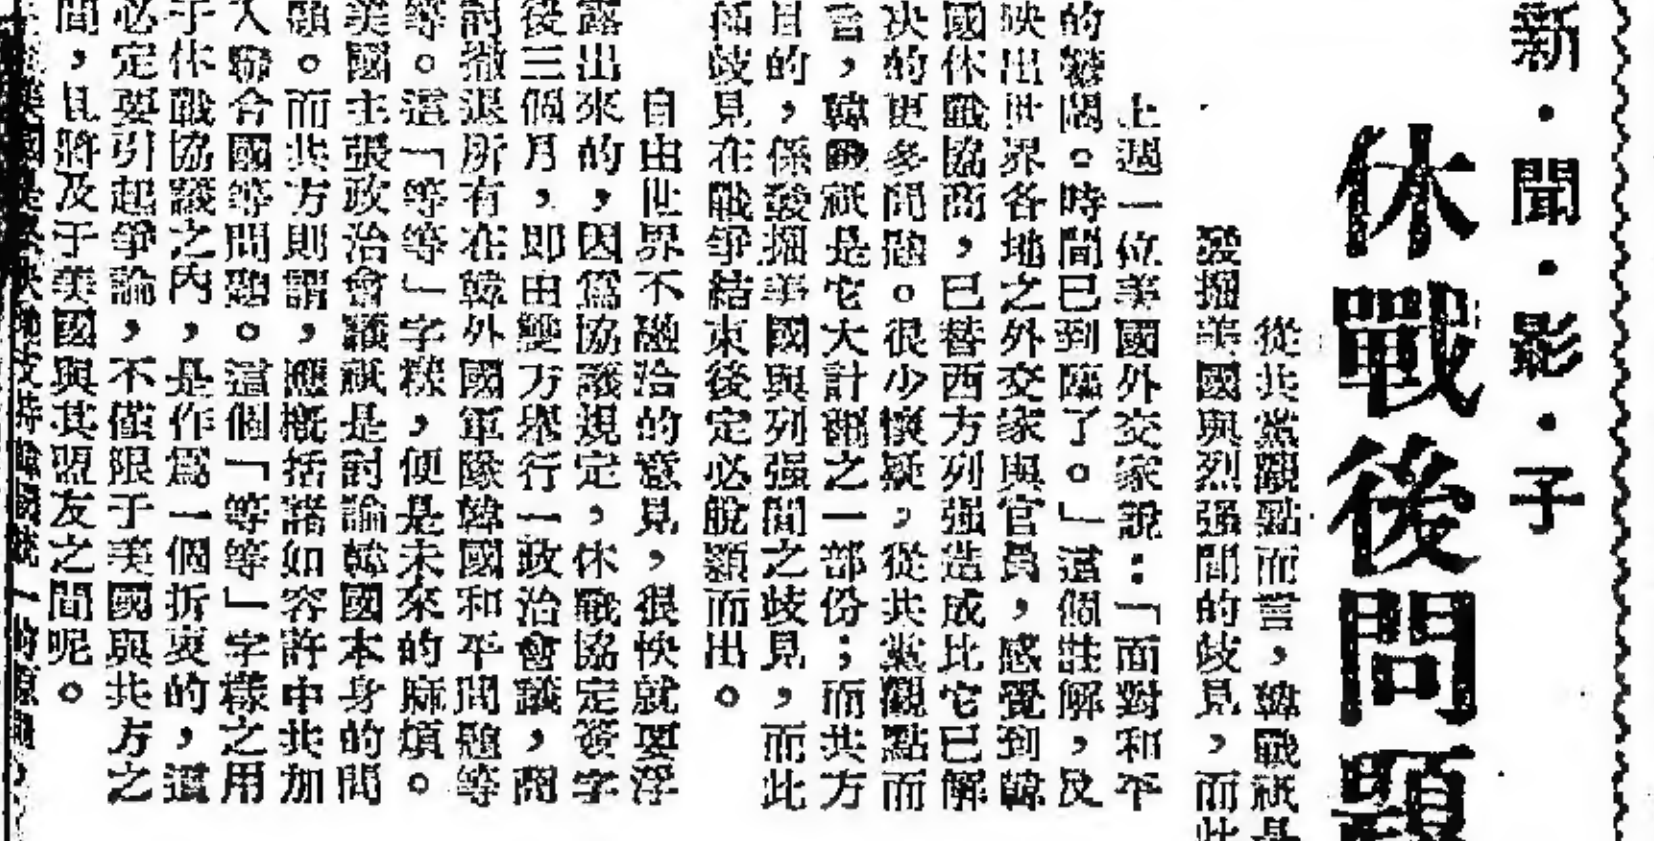 新·聞·影·子
休戰後問題
從共黨觀點而言，韓戰祇是
發掘美國與烈强間的歧見，而此
上週一位美國外交家說：「面對和平
的難關。時間已到臨了。」這個註解，反
映出世界各地之外交家與官員，感覺到韓
國休戰協商，已替西方列强造成比它已解
決的更多問題。很少懷疑，從共黨觀點而
言，韓戰祇是它大計劃之一部份；而共方
目的，係發掘美國與列强間之歧見，而此
種歧見在戰爭結束後定必脫穎而出。
自由世界不融洽的意見，很快就要浮
露出來的，因爲協議規定，休戰協定簽字
後三個月，即由雙方舉行一政治會議，商
討撤退所有在韓外國軍隊韓國和平問題等
等。這「等等」字樣，便是未來的麻煩。
美國主張政治會議祇是討論韓國本身的問
題。而共方則謂，應概括諸如容許中共加
入聯合國等問題。這個「等等」字樣之用
于休戰協議之內，是作爲一個折衷的，這
必定要引起爭論，不僅限于美國與共方之
間，且將及于美國與其盟友之間呢。